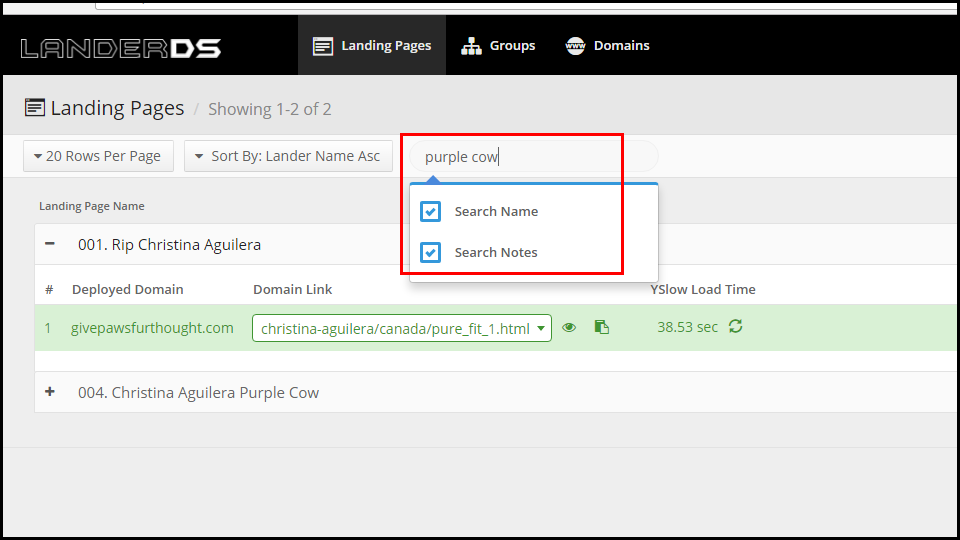 LANDERDS
Landing Pages
Groups
www
Domains
Landing Pages / Showing 1-2 of 2
20 Rows Per Page
Sort By: Lander Name Asc
purple cow
Search Name
Search Notes
Landing Page Name
− 001. Rip Christina Aguilera
# Deployed Domain Domain Link YSlow Load Time
1 givepawsfurthought.com christina-aguilera/canada/pure_fit_1.html 38.53 sec
+ 004. Christina Aguilera Purple Cow